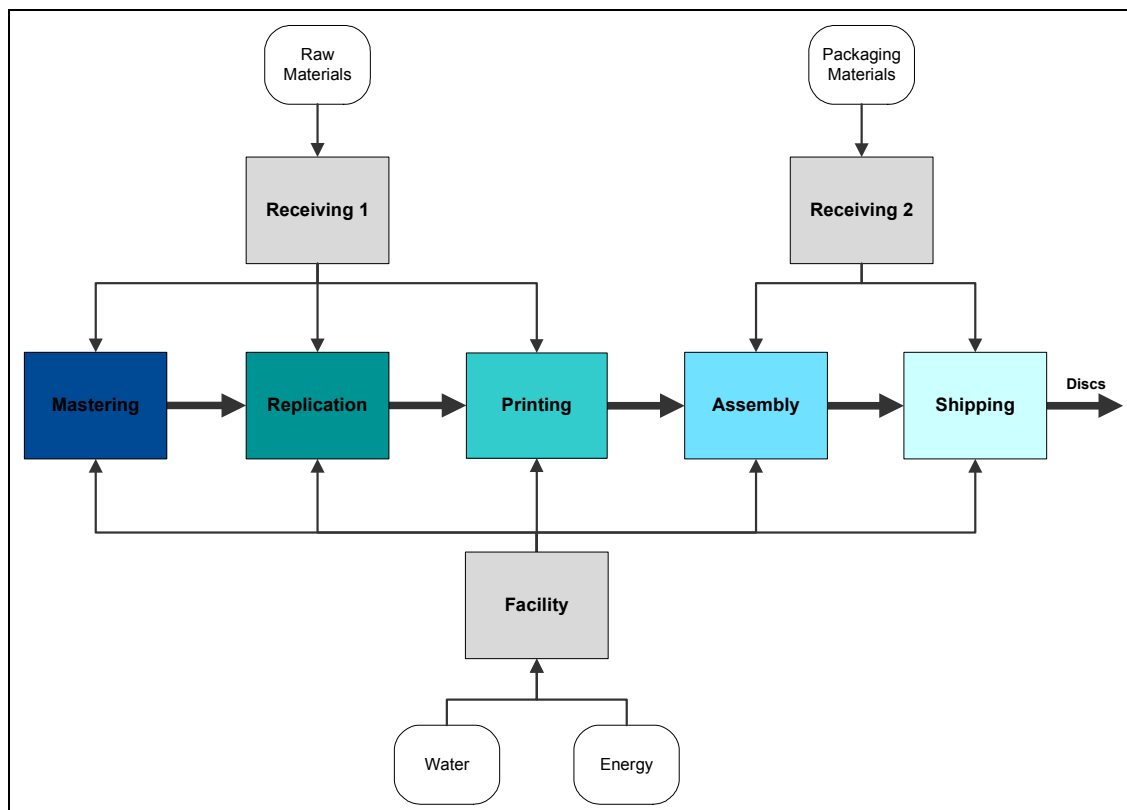 Raw
Materials
Packaging
Materials
Receiving 1
Receiving 2
Mastering
Replication
Printing
Assembly
Shipping
Discs
Facility
Water
Energy